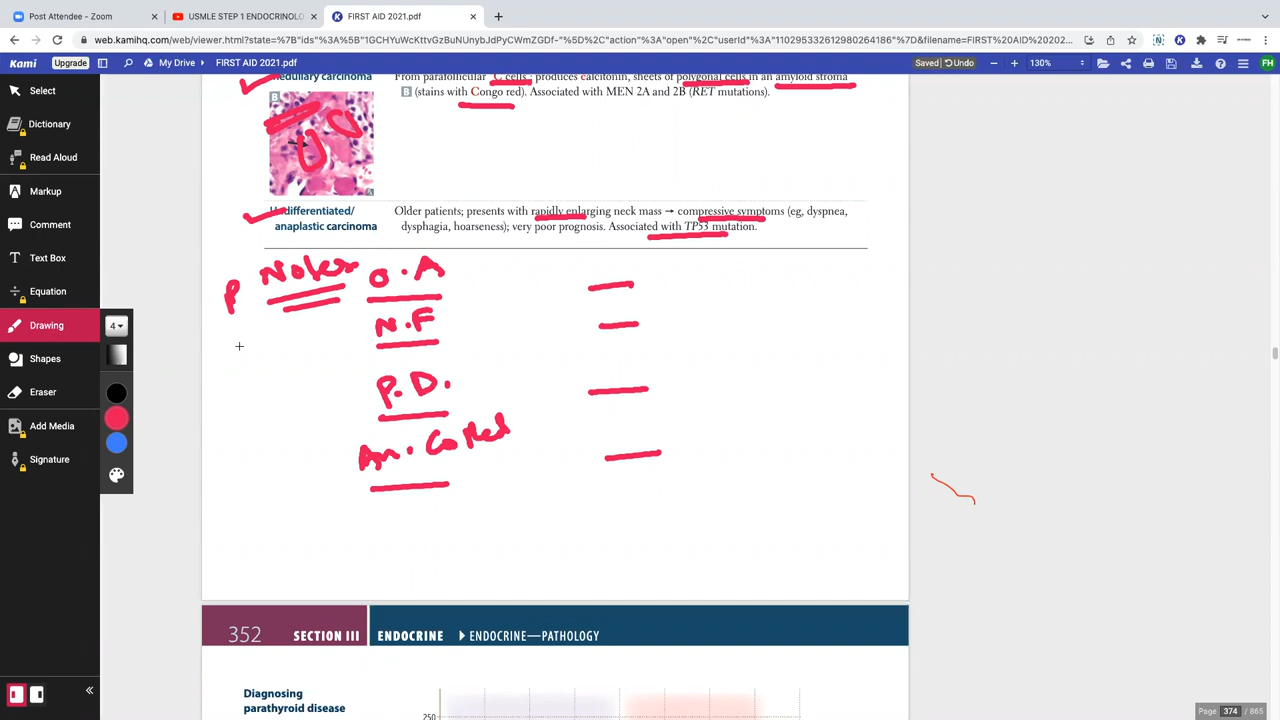 Post Attendee - Zoom
USMLE STEP 1 ENDOCRINOL
FIRST AID 2021.pdf
web.kamihq.com/web/viewer.html?state=%7B"ids"%3A%5B"1GCHYuWcKttvGzBuNUnybJdPyCWmZGDf-"%5D%2C"action"%3A"open"%2C"userId"%3A"110295332612980264186"%7D&filename=FIRST%20AID%20202...
Kami
Upgrade
My Drive
FIRST AID 2021.pdf
Saved
Undo
130%
FH
Select
Dictionary
Read Aloud
Markup
Comment
Text Box
Equation
Drawing
Shapes
Eraser
Add Media
Signature
4
Medullary carcinoma
From parafollicular "C cells"; produces calcitonin, sheets of polygonal cells in an amyloid stroma
B (stains with Congo red). Associated with MEN 2A and 2B (RET mutations).
B
Undifferentiated/
anaplastic carcinoma
Older patients; presents with rapidly enlarging neck mass → compressive symptoms (eg, dyspnea,
dysphagia, hoarseness); very poor prognosis. Associated with TP53 mutation.
P
Notes
O.A
N.F
P.D.
Am. Co Red
352 SECTION III ENDOCRINE ▶ ENDOCRINE—PATHOLOGY
Diagnosing
parathyroid disease
250
Page 374 / 865